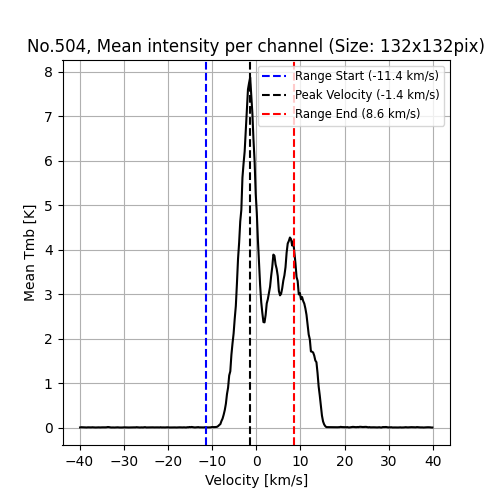 No.504, Mean intensity per channel (Size: 132x132pix)
Range Start (-11.4 km/s)
Peak Velocity (-1.4 km/s)
Range End (8.6 km/s)
Mean Tmb [K]
8
7
6
5
4
3
2
1
0
−40 −30 −20 −10 0 10 20 30 40
Velocity [km/s]